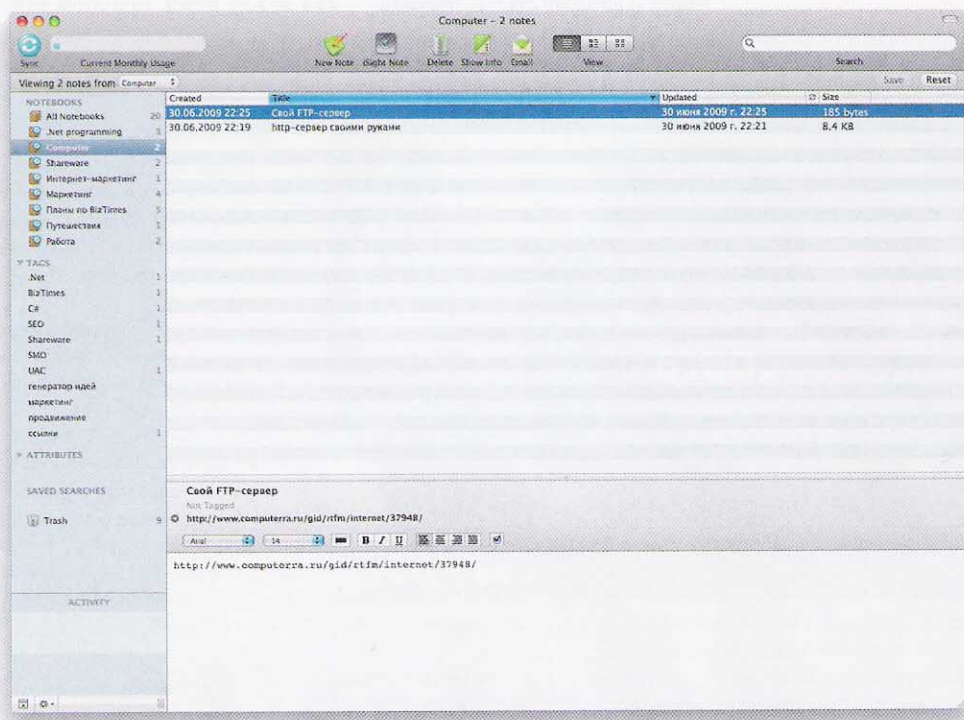 Computer – 2 notes
Sync
Current Monthly Usage
New Note
iSight Note
Delete
Show Info
Email
View
Search
Viewing 2 notes from
Computer
Save
Reset
NOTEBOOKS
All Notebooks 20
.Net programming
Computer 2
Shareware 2
Интернет-маркетинг 1
Маркетинг 4
Планы по BizTimes 5
Путешествия 1
Работа 2
TAGS
.Net 1
BizTimes 1
C# 1
SEO 1
Shareware 1
SMO
UAC 1
генератор идей
маркетинг
продвижение
ссылки 1
ATTRIBUTES
SAVED SEARCHES
Trash 9
ACTIVITY
Created Title Updated Size
30.06.2009 22:25 Свой FTP-сервер 30 июня 2009 г. 22:25 185 bytes
30.06.2009 22:19 http-сервер своими руками 30 июня 2009 г. 22:21 8.4 KB
Свой FTP-сервер
Not Tagged
http://www.computerra.ru/gid/rtfm/internet/37948/
Arial 14 B I U
http://www.computerra.ru/gid/rtfm/internet/37948/